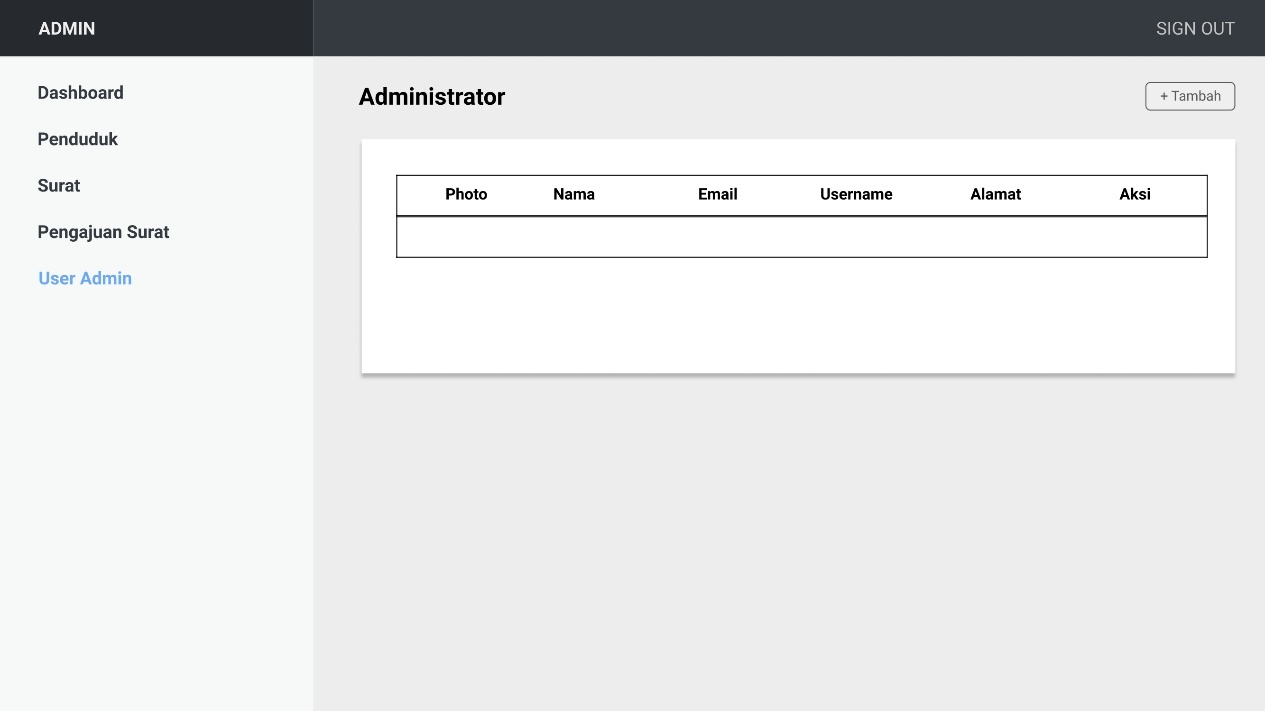 ADMIN
SIGN OUT
Dashboard
Penduduk
Surat
Pengajuan Surat
User Admin
Administrator
+ Tambah
Photo Nama Email Username Alamat Aksi